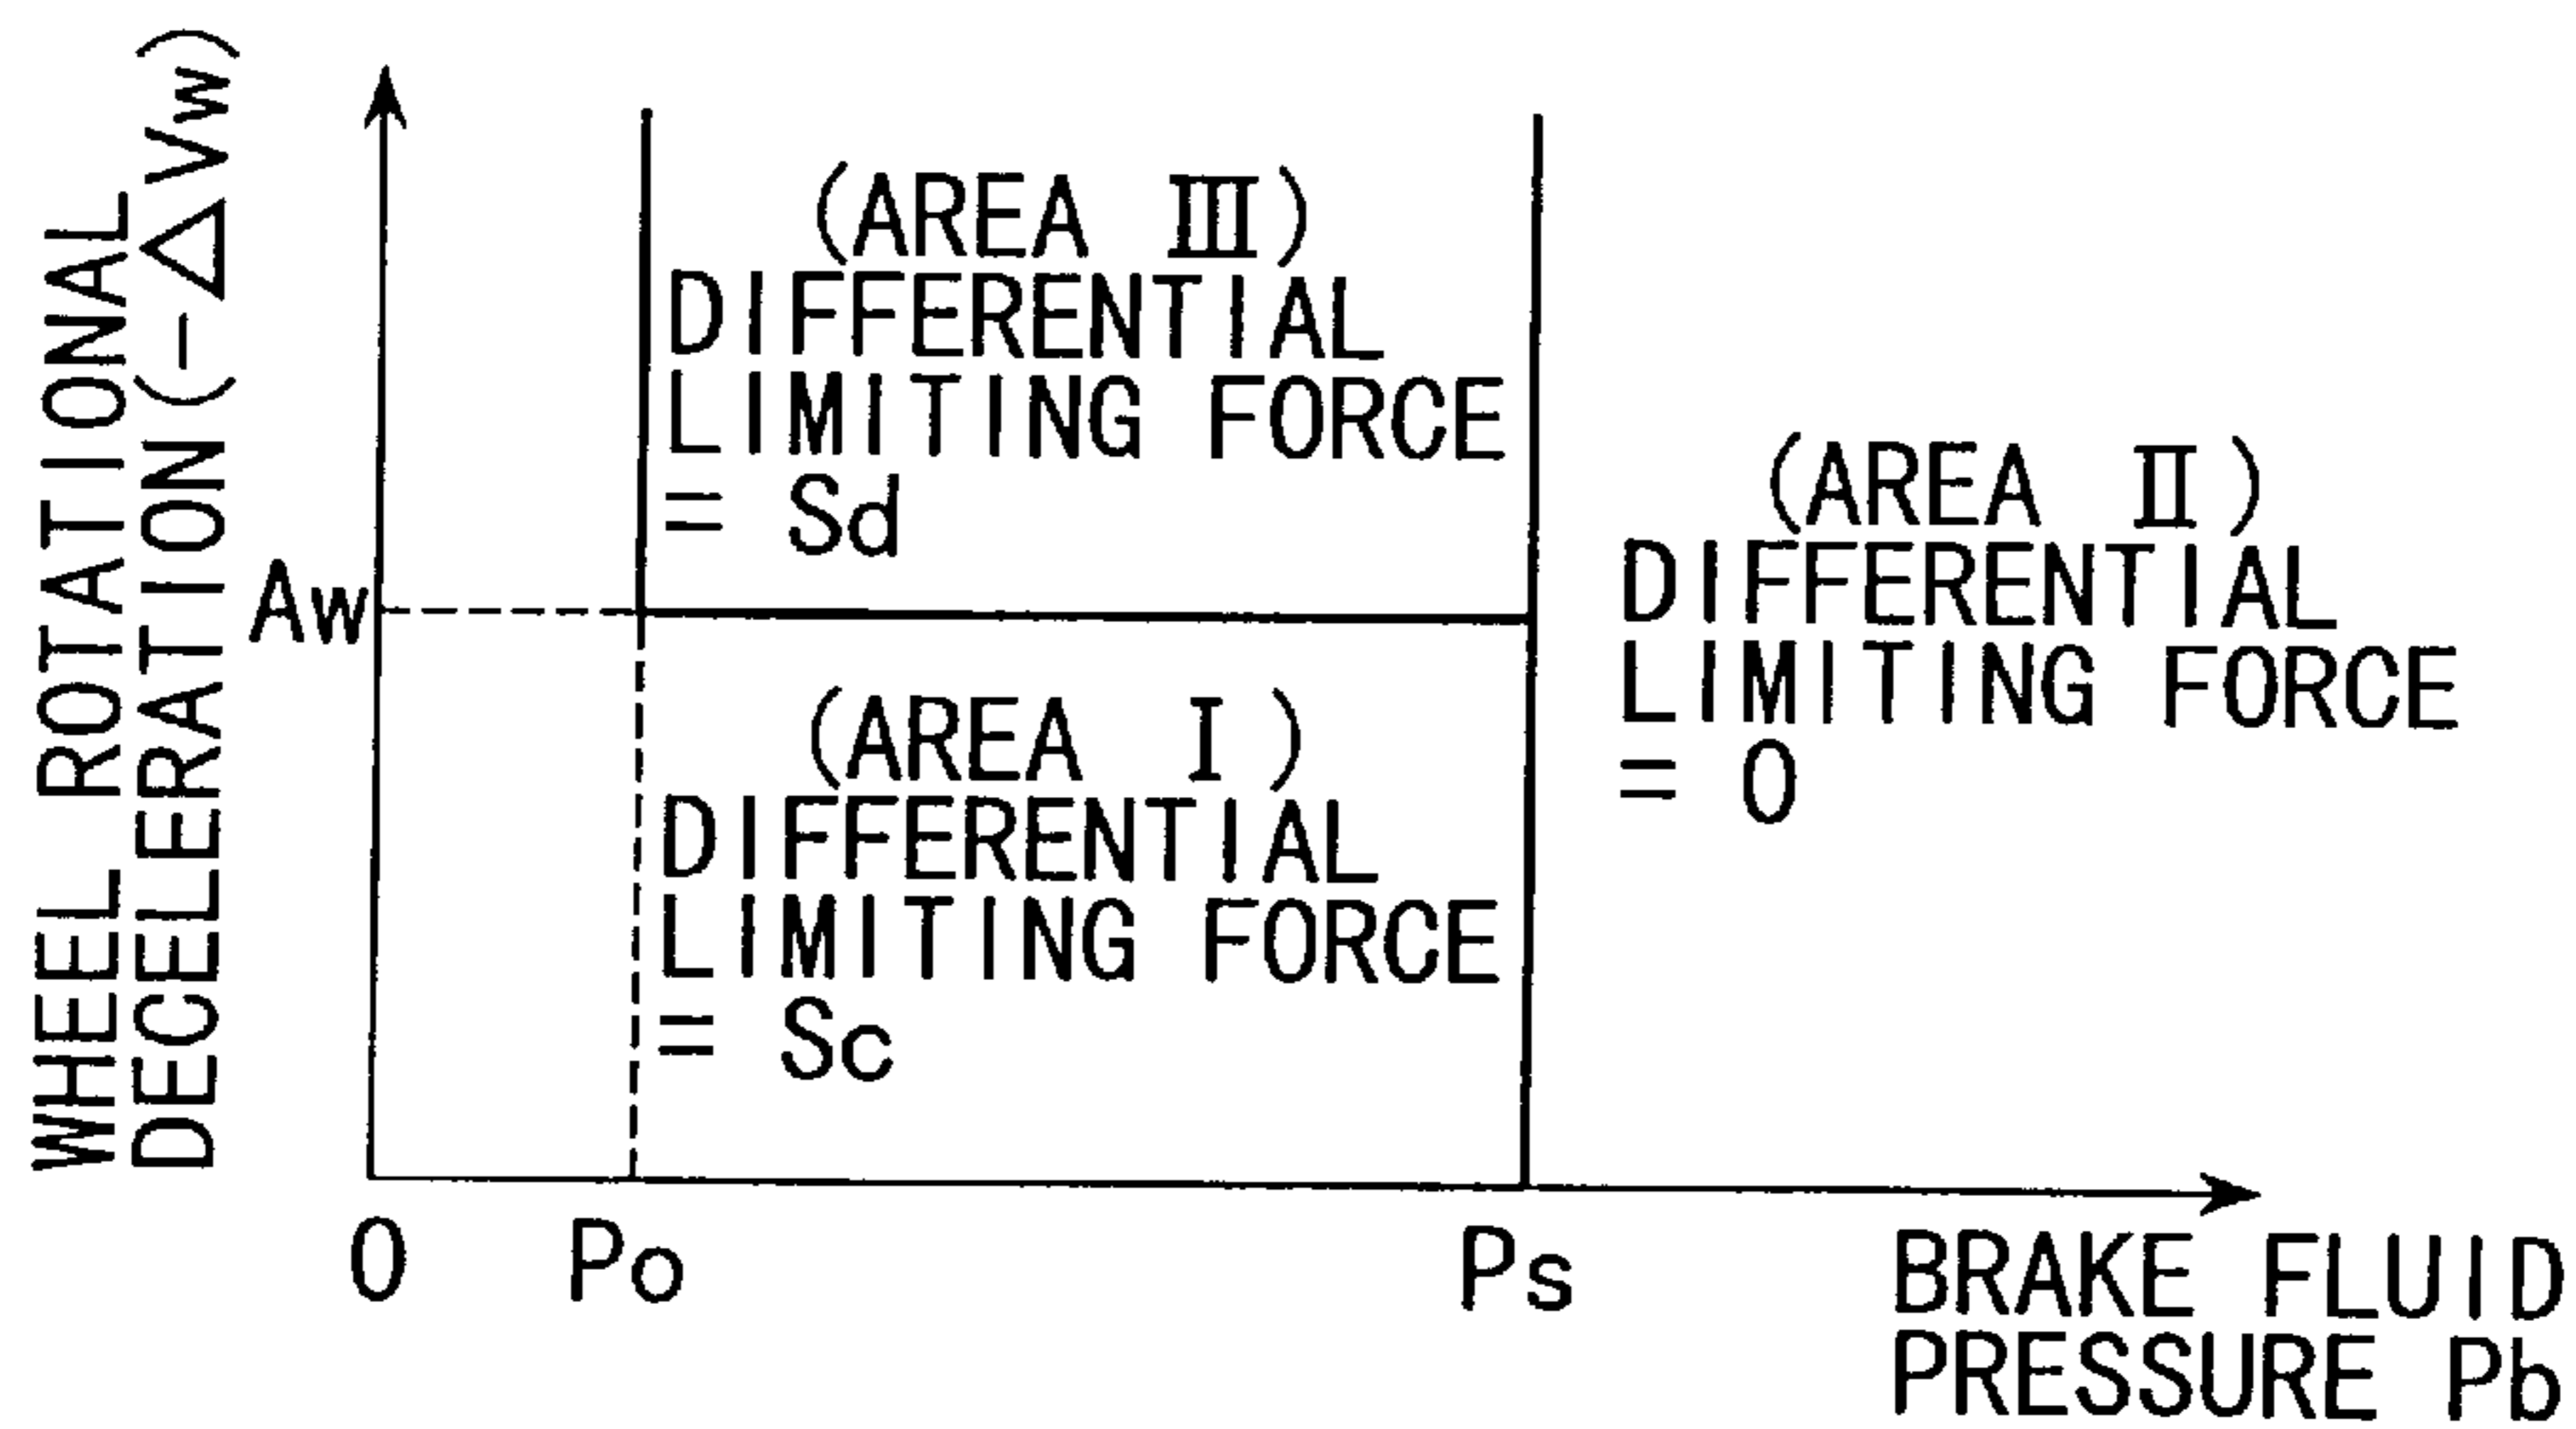 WHEEL ROTATIONAL
DECELERATION(-△Vw)
(AREA III)
DIFFERENTIAL
LIMITING FORCE
= Sd
(AREA II)
DIFFERENTIAL
LIMITING FORCE
= 0
Aw
(AREA I)
DIFFERENTIAL
LIMITING FORCE
= Sc
0 Po Ps
BRAKE FLUID
PRESSURE Pb